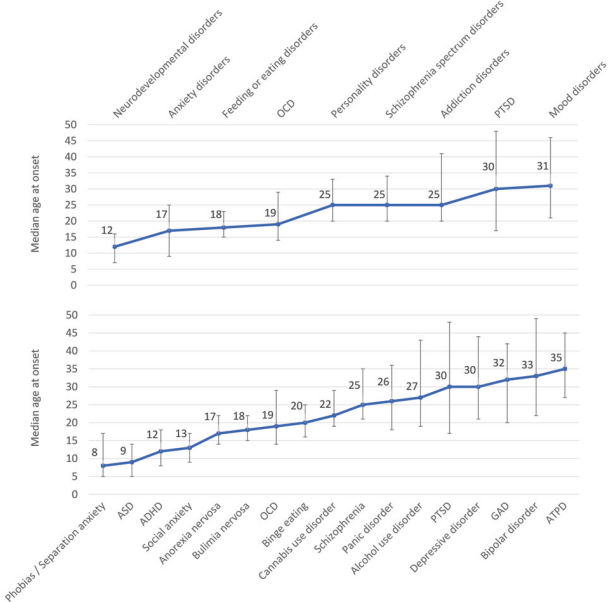 Neurodevelopmental disorders
Anxiety disorders
Feeding or eating disorders
OCD
Personality disorders
Schizophrenia spectrum disorders
Addiction disorders
PTSD
Mood disorders
Median age at onset
50
45
40
35
30
25
20
15
10
5
0
12
17
18
19
25
25
25
30
31
Median age at onset
50
45
40
35
30
25
20
15
10
5
0
8
9
12
13
17
18
19
20
22
25
26
27
30
30
32
33
35
Phobias / Separation anxiety
ASD
ADHD
Social anxiety
Anorexia nervosa
Bulimia nervosa
OCD
Binge eating
Cannabis use disorder
Schizophrenia
Panic disorder
Alcohol use disorder
PTSD
Depressive disorder
GAD
Bipolar disorder
ATPD